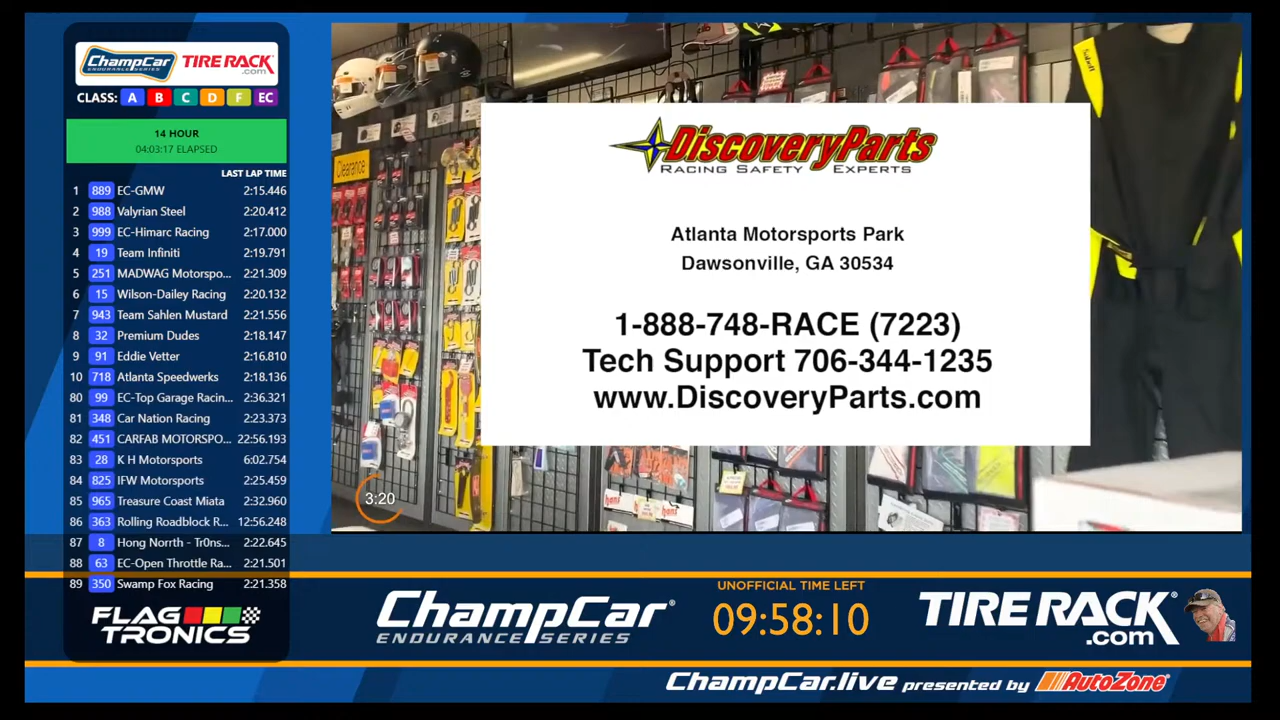 ChampCar
ENDURANCE SERIES
TIRE RACK
.com
CLASS: A B C D F EC
14 HOUR
04:03:17 ELAPSED
LAST LAP TIME
1 889 EC-GMW 2:15.446
2 988 Valyrian Steel 2:20.412
3 999 EC-Himarc Racing 2:17.000
4 19 Team Infiniti 2:19.791
5 251 MADWAG Motorspo... 2:21.309
6 15 Wilson-Dailey Racing 2:20.132
7 943 Team Sahlen Mustard 2:21.556
8 32 Premium Dudes 2:18.147
9 91 Eddie Vetter 2:16.810
10 718 Atlanta Speedwerks 2:18.136
80 99 EC-Top Garage Racin... 2:36.321
81 348 Car Nation Racing 2:23.373
82 451 CARFAB MOTORSPO... 22:56.193
83 28 K H Motorsports 6:02.754
84 825 IFW Motorsports 2:25.459
85 965 Treasure Coast Miata 2:32.960
86 363 Rolling Roadblock R... 12:56.248
87 8 Hong Norrth - Tr0ns... 2:22.645
88 63 EC-Open Throttle Ra... 2:21.501
89 350 Swamp Fox Racing 2:21.358
FLAG
TRONICS
Clearance
DiscoveryParts
RACING SAFETY EXPERTS
Atlanta Motorsports Park
Dawsonville, GA 30534
1-888-748-RACE (7223)
Tech Support 706-344-1235
www.DiscoveryParts.com
3:20
ChampCar®
ENDURANCE SERIES
UNOFFICIAL TIME LEFT
09:58:10
TIRE RACK®
.com
ChampCar.live presented by AutoZone